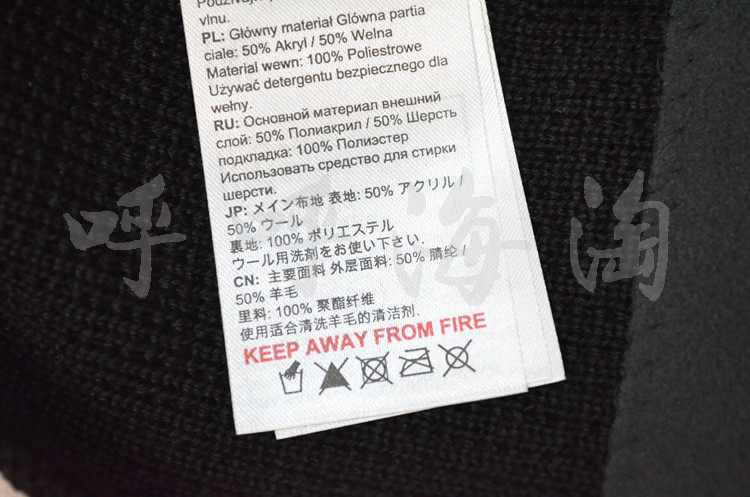 vlnu.
PL: Główny materiał Główna partia
ciałe: 50% Akryl / 50% Wełna
Materiał wewn: 100% Poliestrowe
Używać detergentu bezpiecznego dla
wełny.
RU: Основной материал внешний
слой: 50% Полиакрил / 50% Шерсть
подкладка: 100% Полиэстер
Использовать средство для стирки
шерсти.
JP: メイン布地 表地: 50% アクリル /
50% ウール
裏地: 100% ポリエステル
ウール用洗剤をお使い下さい.
CN: 主要面料 外层面料: 50% 腈纶 /
50% 羊毛
里料: 100% 聚酯纤维
使用适合清洗羊毛的清洁剂.
KEEP AWAY FROM FIRE
呼 海淘